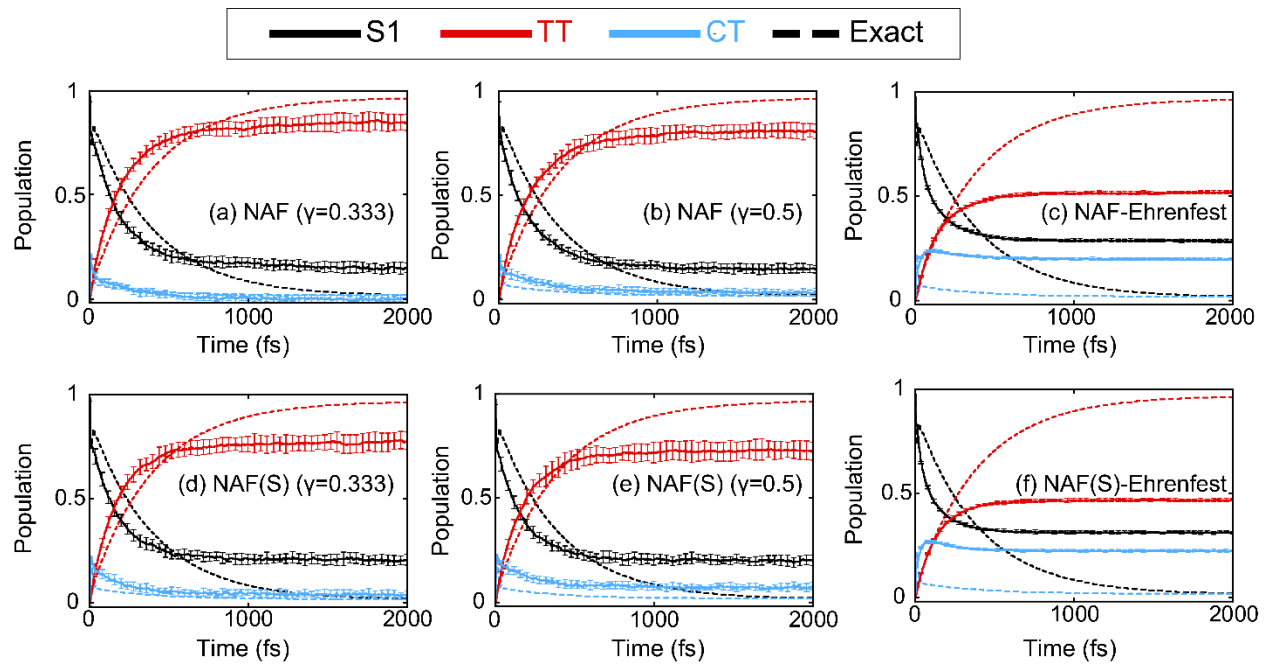 S1 TT CT Exact
Population
1
0.5
0
(a) NAF (γ=0.333)
0 1000 2000
Time (fs)
Population
1
0.5
0
(b) NAF (γ=0.5)
0 1000 2000
Time (fs)
Population
1
0.5
0
(c) NAF-Ehrenfest
0 1000 2000
Time (fs)
Population
1
0.5
0
(d) NAF(S) (γ=0.333)
0 1000 2000
Time (fs)
Population
1
0.5
0
(e) NAF(S) (γ=0.5)
0 1000 2000
Time (fs)
Population
1
0.5
0
(f) NAF(S)-Ehrenfest
0 1000 2000
Time (fs)